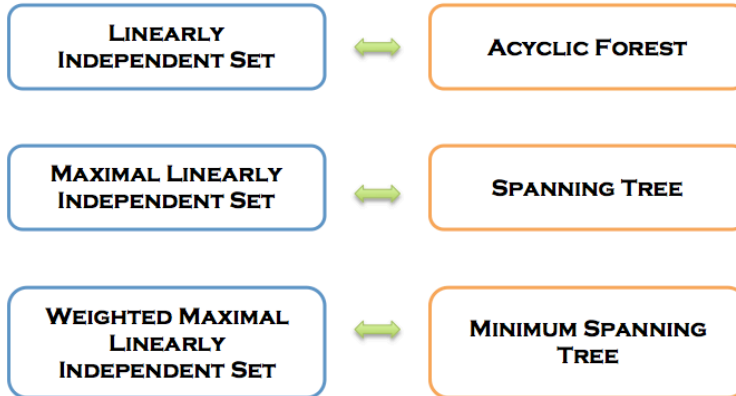 LINEARLY
INDEPENDENT SET
ACYCLIC FOREST
MAXIMAL LINEARLY
INDEPENDENT SET
SPANNING TREE
WEIGHTED MAXIMAL
LINEARLY
INDEPENDENT SET
MINIMUM SPANNING
TREE